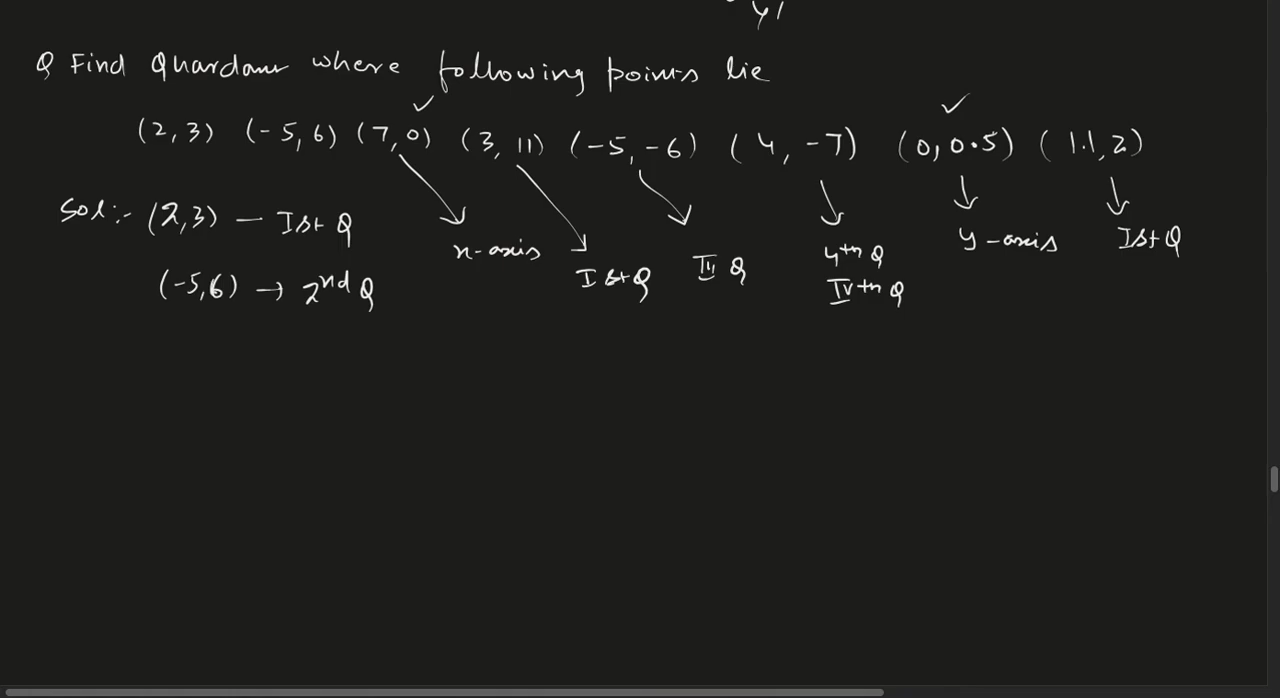 y1
Q Find Quardant where following points lie
(2,3) (-5,6) (7,0) (3, 11) (-5,-6) (4, -7) (0, 0.5) (1.1, 2)
Sol:- (2,3) — Ist Q
(-5,6) → 2nd Q
x-axis
Ist Q
III Q
4th Q
IVth Q
y-axis
Ist Q